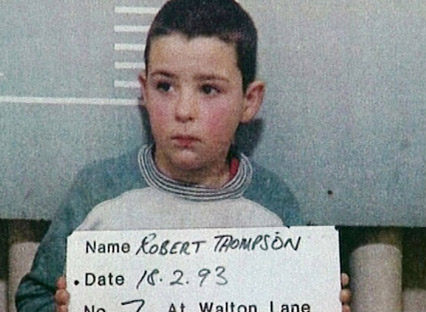 Name ROBERT THOMPSON
• Date 18.2.93
No 7 At Walton Lane